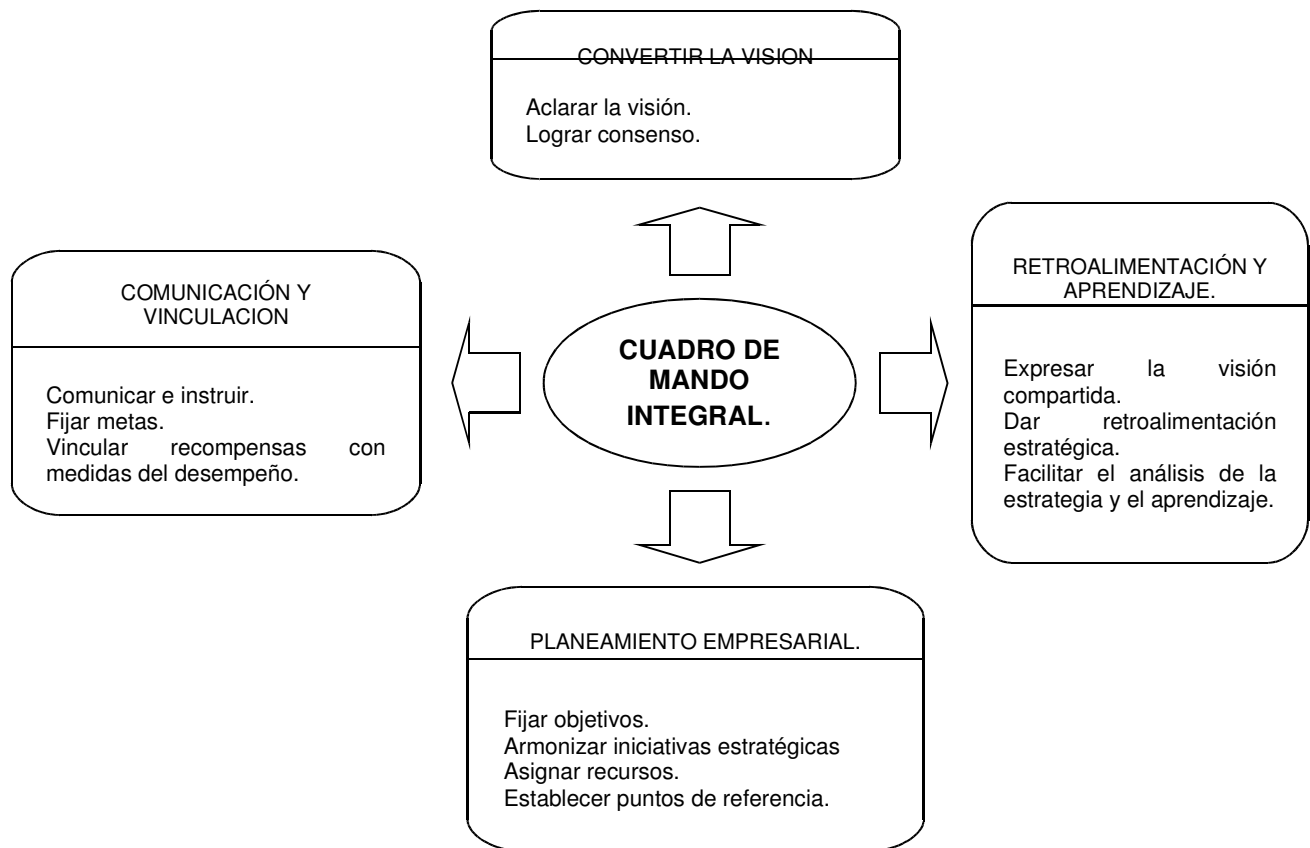 CONVERTIR LA VISION
Aclarar la visión.
Lograr consenso.
COMUNICACIÓN Y
VINCULACION
Comunicar e instruir.
Fijar metas.
Vincular recompensas con
medidas del desempeño.
CUADRO DE
MANDO
INTEGRAL.
RETROALIMENTACIÓN Y
APRENDIZAJE.
Expresar la visión
compartida.
Dar retroalimentación
estratégica.
Facilitar el análisis de la
estrategia y el aprendizaje.
PLANEAMIENTO EMPRESARIAL.
Fijar objetivos.
Armonizar iniciativas estratégicas
Asignar recursos.
Establecer puntos de referencia.